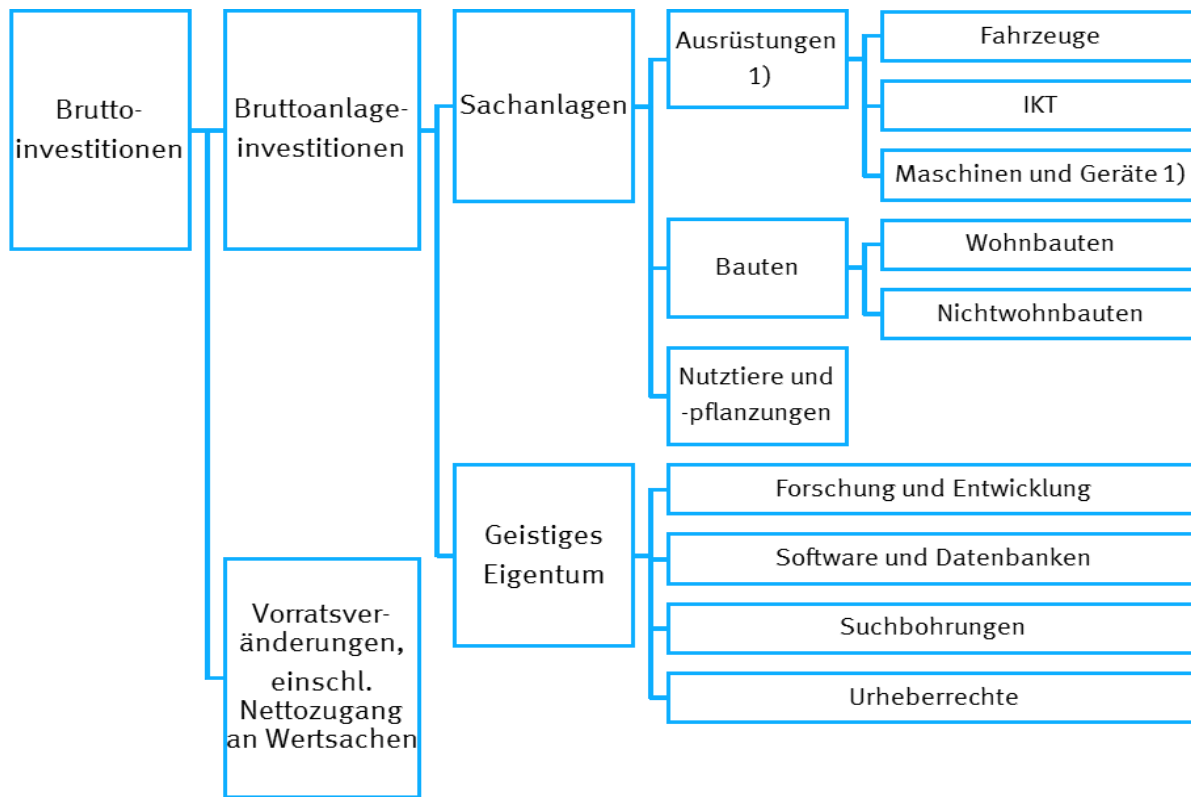 Brutto-
investitionen
Bruttoanlage-
investitionen
Sachanlagen
Ausrüstungen
1)
Fahrzeuge
IKT
Maschinen und Geräte 1)
Bauten
Wohnbauten
Nichtwohnbauten
Nutztiere und
-pflanzungen
Geistiges
Eigentum
Forschung und Entwicklung
Software und Datenbanken
Suchbohrungen
Urheberrechte
Vorratsver-
änderungen,
einschl.
Nettozugang
an Wertsachen